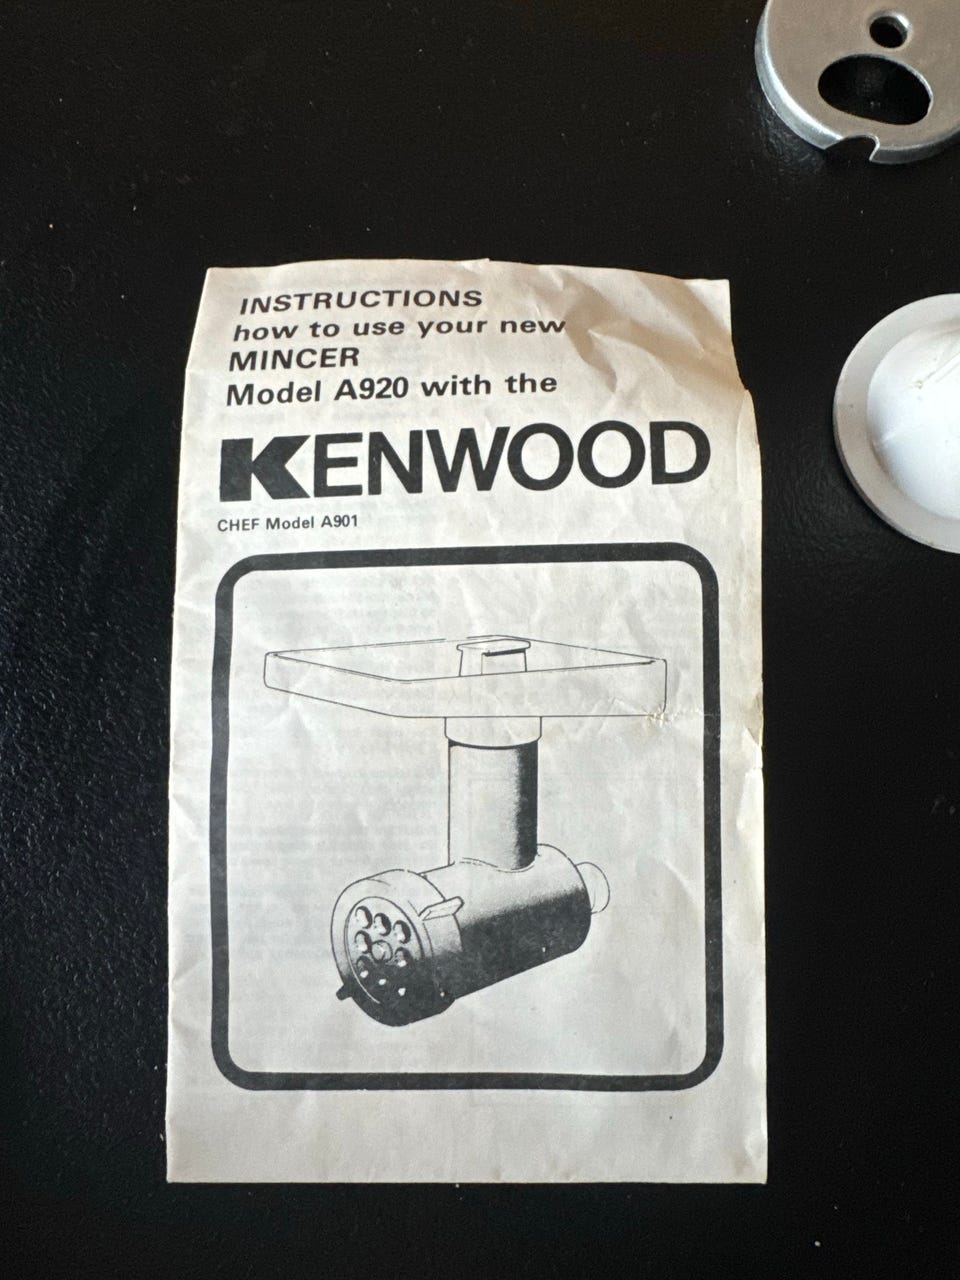 INSTRUCTIONS
how to use your new
MINCER
Model A920 with the
KENWOOD
CHEF Model A901